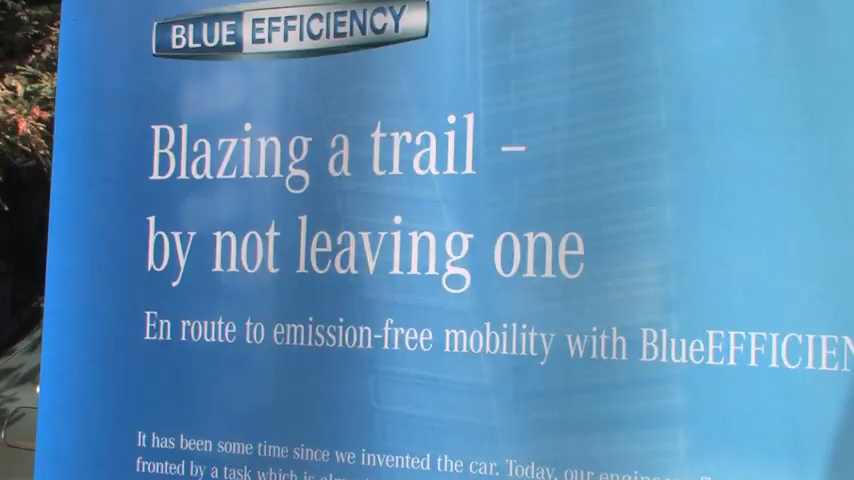 BLUE EFFICIENCY
Blazing a trail –
by not leaving one
En route to emission-free mobility with BlueEFFICIEN
It has been some time since we invented the car. Today, our
fronted by a task which is